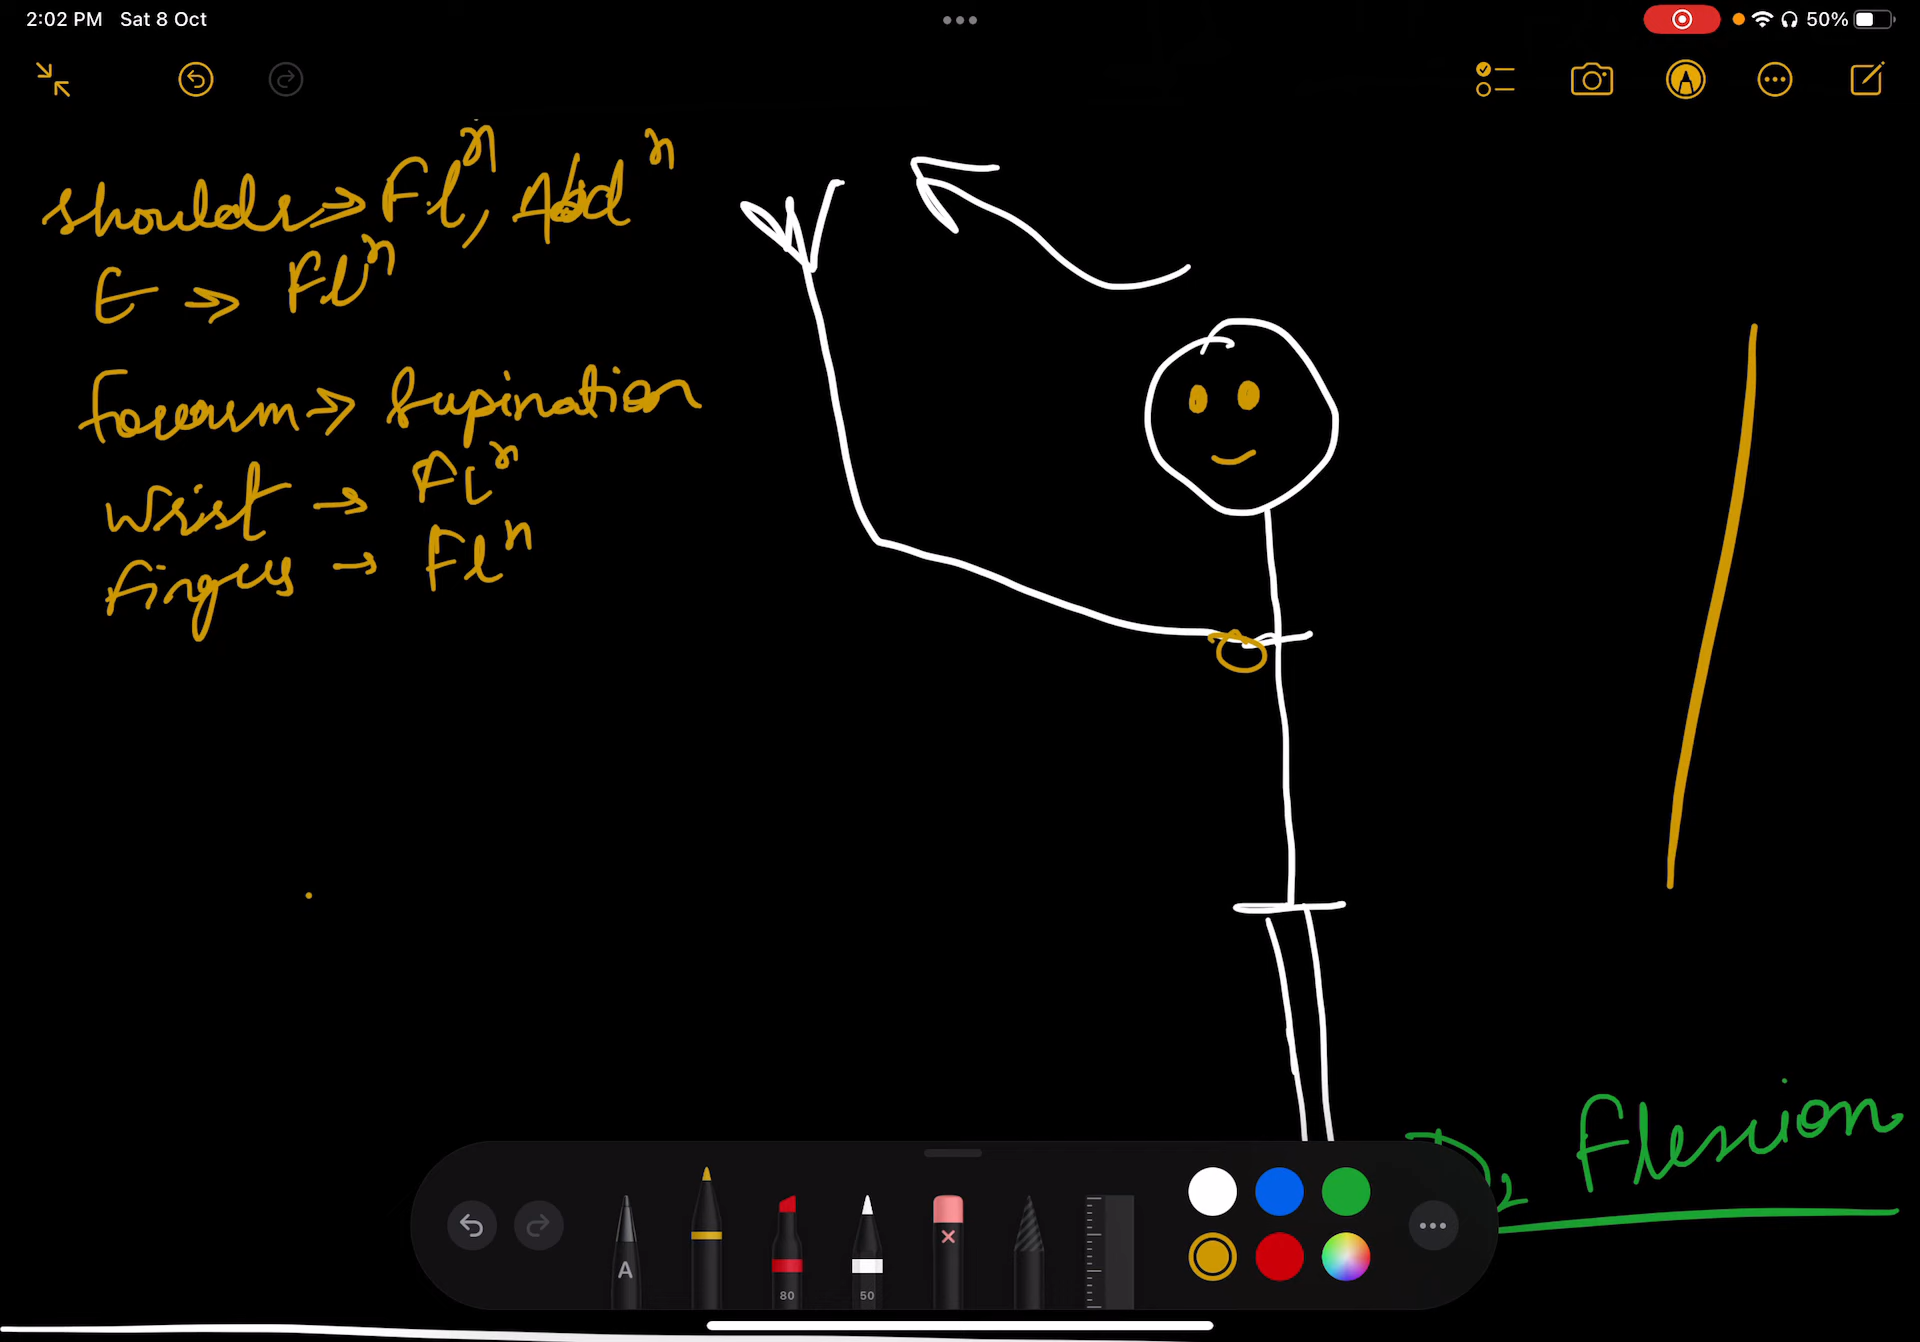 2:02 PM Sat 8 Oct
50%
shoulder → Flⁿ, Addⁿ
E → Flⁿ
Forearm → Supination
Wrist → Flⁿ
Fingers → Flⁿ
D₂ Flexion
A
80
50